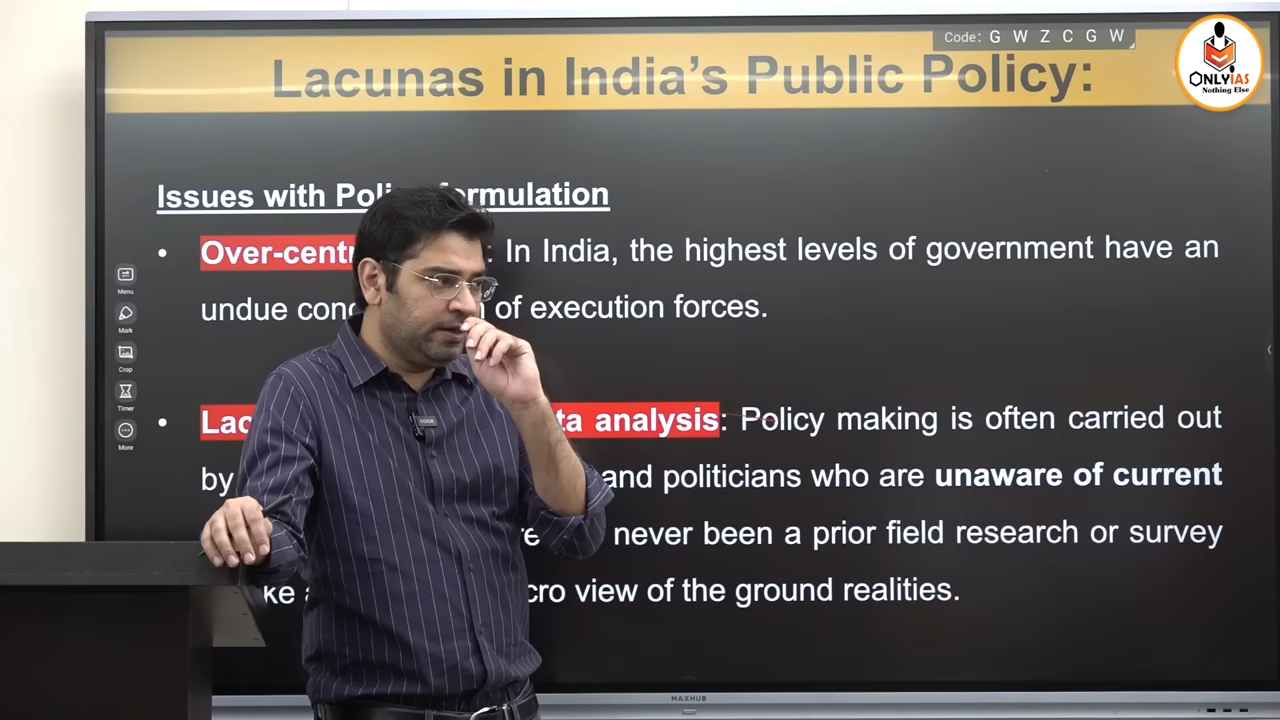 Code: G W Z C G W
ONLYIAS
Nothing Else
Lacunas in India's Public Policy:
Issues with Pol formulation
• Over-centr : In India, the highest levels of government have an
undue conc n of execution forces.
• Lac ta analysis: Policy making is often carried out
by and politicians who are unaware of current
re never been a prior field research or survey
ke cro view of the ground realities.
Menu
Mark
Crop
Timer
More
MAXHUB